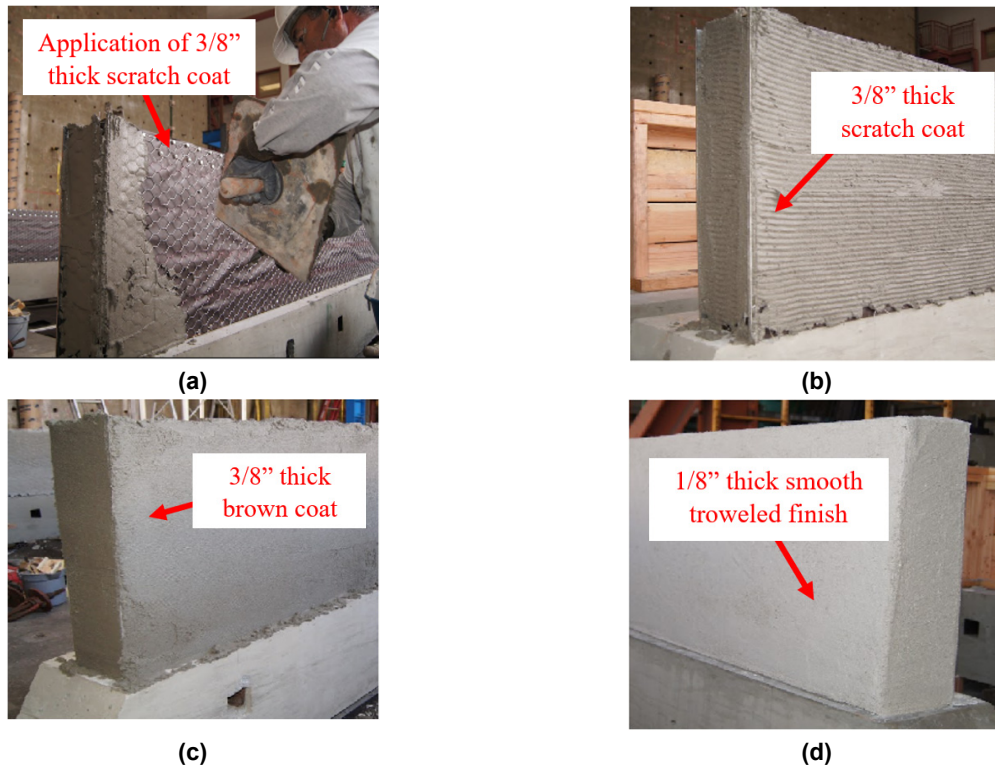 Application of 3/8”
thick scratch coat
3/8” thick
scratch coat
(a)
(b)
3/8” thick
brown coat
1/8” thick smooth
troweled finish
(c)
(d)